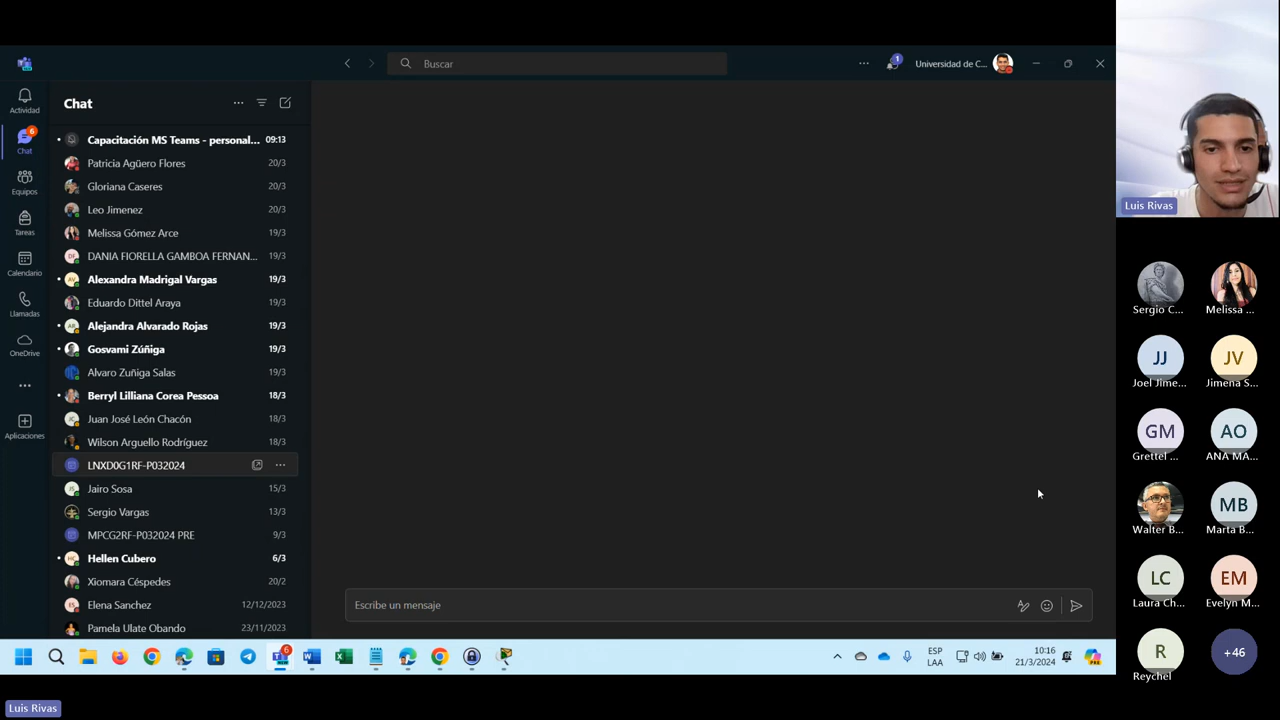 Buscar
Universidad de C...
1
Actividad
6
Chat
Equipos
Tareas
Calendario
Llamadas
OneDrive
Aplicaciones
Chat
Capacitación MS Teams - personal... 09:13
Patricia Agüero Flores 20/3
Gloriana Caseres 20/3
Leo Jimenez 20/3
Melissa Gómez Arce 19/3
DANIA FIORELLA GAMBOA FERNAN... 19/3
Alexandra Madrigal Vargas 19/3
Eduardo Dittel Araya 19/3
Alejandra Alvarado Rojas 19/3
Gosvami Zúñiga 19/3
Alvaro Zuñiga Salas 19/3
Berryl Lilliana Corea Pessoa 18/3
Juan José León Chacón 18/3
Wilson Arguello Rodríguez 18/3
LNXD0G1RF-P032024
Jairo Sosa 15/3
Sergio Vargas 13/3
MPCG2RF-P032024 PRE 9/3
Hellen Cubero 6/3
Xiomara Céspedes 20/2
Elena Sanchez 12/12/2023
Pamela Ulate Obando 23/11/2023
Escribe un mensaje
6
ESP
LAA
10:16
21/3/2024
Luis Rivas
Sergio C...
Melissa ...
JJ
Joel Jime...
JV
Jimena S...
GM
Grettel ...
AO
ANA MA...
Walter B...
MB
Marta B...
LC
Laura Ch...
EM
Evelyn M...
R
Reychel
+46
Luis Rivas